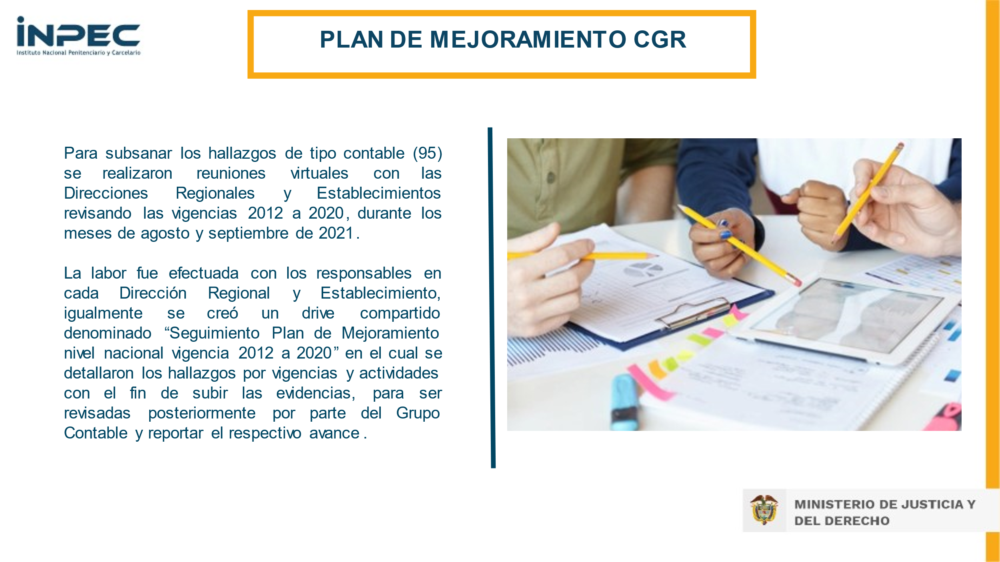 INPEC
Instituto Nacional Penitenciario y Carcelario
PLAN DE MEJORAMIENTO CGR
Para subsanar los hallazgos de tipo contable (95)
se realizaron reuniones virtuales con las
Direcciones Regionales y Establecimientos
revisando las vigencias 2012 a 2020, durante los
meses de agosto y septiembre de 2021.
La labor fue efectuada con los responsables en
cada Dirección Regional y Establecimiento,
igualmente se creó un drive compartido
denominado “Seguimiento Plan de Mejoramiento
nivel nacional vigencia 2012 a 2020” en el cual se
detallaron los hallazgos por vigencias y actividades
con el fin de subir las evidencias, para ser
revisadas posteriormente por parte del Grupo
Contable y reportar el respectivo avance.
MINISTERIO DE JUSTICIA Y
DEL DERECHO